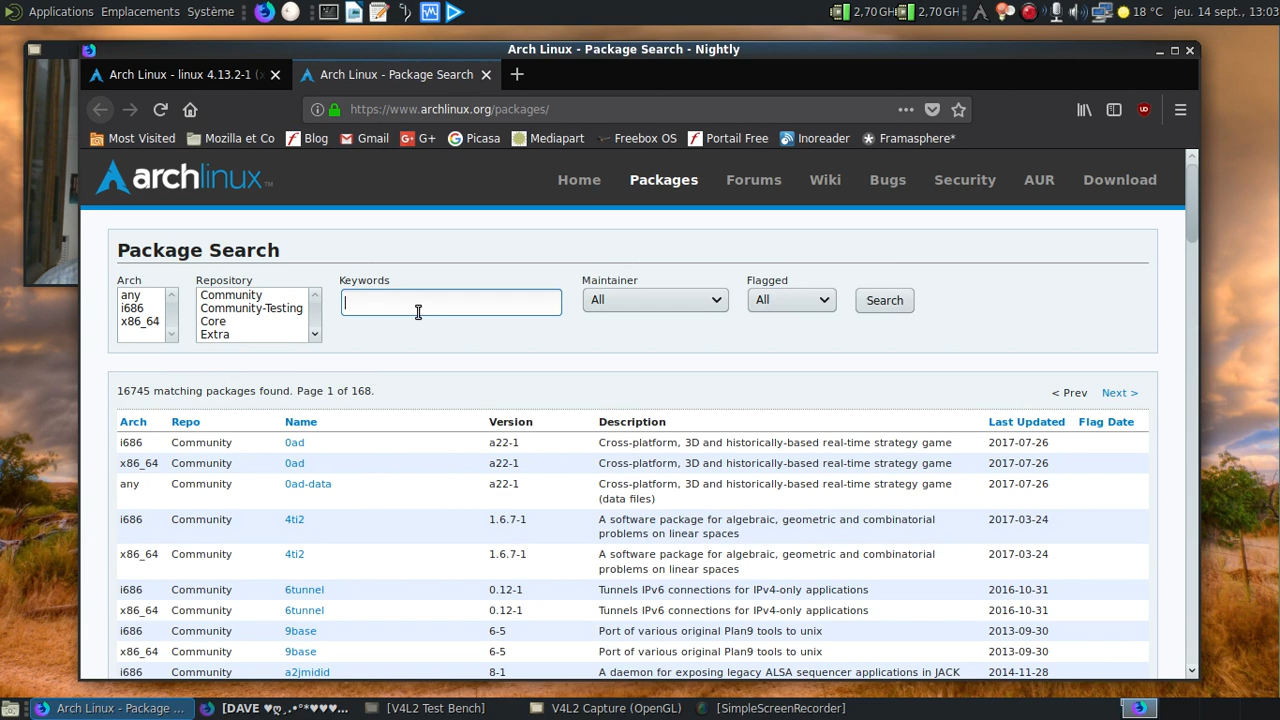 Applications Emplacements Système 2,70 GH 2,70 GH 18 °C jeu. 14 sept., 13:03
Arch Linux - Package Search - Nightly
Arch Linux - linux 4.13.2-1 (x Arch Linux - Package Search
https://www.archlinux.org/packages/
Most Visited Mozilla et Co Blog Gmail G+ Picasa Mediapart Freebox OS Portail Free Inoreader Framasphere*
archlinux™ Home Packages Forums Wiki Bugs Security AUR Download
Package Search
Arch Repository Keywords Maintainer Flagged
any Community
i686 Community-Testing All All Search
x86_64 Core
Extra
16745 matching packages found. Page 1 of 168. < Prev Next >
Arch Repo Name Version Description Last Updated Flag Date
i686 Community 0ad a22-1 Cross-platform, 3D and historically-based real-time strategy game 2017-07-26
x86_64 Community 0ad a22-1 Cross-platform, 3D and historically-based real-time strategy game 2017-07-26
any Community 0ad-data a22-1 Cross-platform, 3D and historically-based real-time strategy game 2017-07-26
(data files)
i686 Community 4ti2 1.6.7-1 A software package for algebraic, geometric and combinatorial 2017-03-24
problems on linear spaces
x86_64 Community 4ti2 1.6.7-1 A software package for algebraic, geometric and combinatorial 2017-03-24
problems on linear spaces
i686 Community 6tunnel 0.12-1 Tunnels IPv6 connections for IPv4-only applications 2016-10-31
x86_64 Community 6tunnel 0.12-1 Tunnels IPv6 connections for IPv4-only applications 2016-10-31
i686 Community 9base 6-5 Port of various original Plan9 tools to unix 2013-09-30
x86_64 Community 9base 6-5 Port of various original Plan9 tools to unix 2013-09-30
i686 Community a2jmidid 8-1 A daemon for exposing legacy ALSA sequencer applications in JACK 2014-11-28
Arch Linux - Package ... [DAVE ♥ღ¸.•°*♥♥♥... [V4L2 Test Bench] V4L2 Capture (OpenGL) [SimpleScreenRecorder]